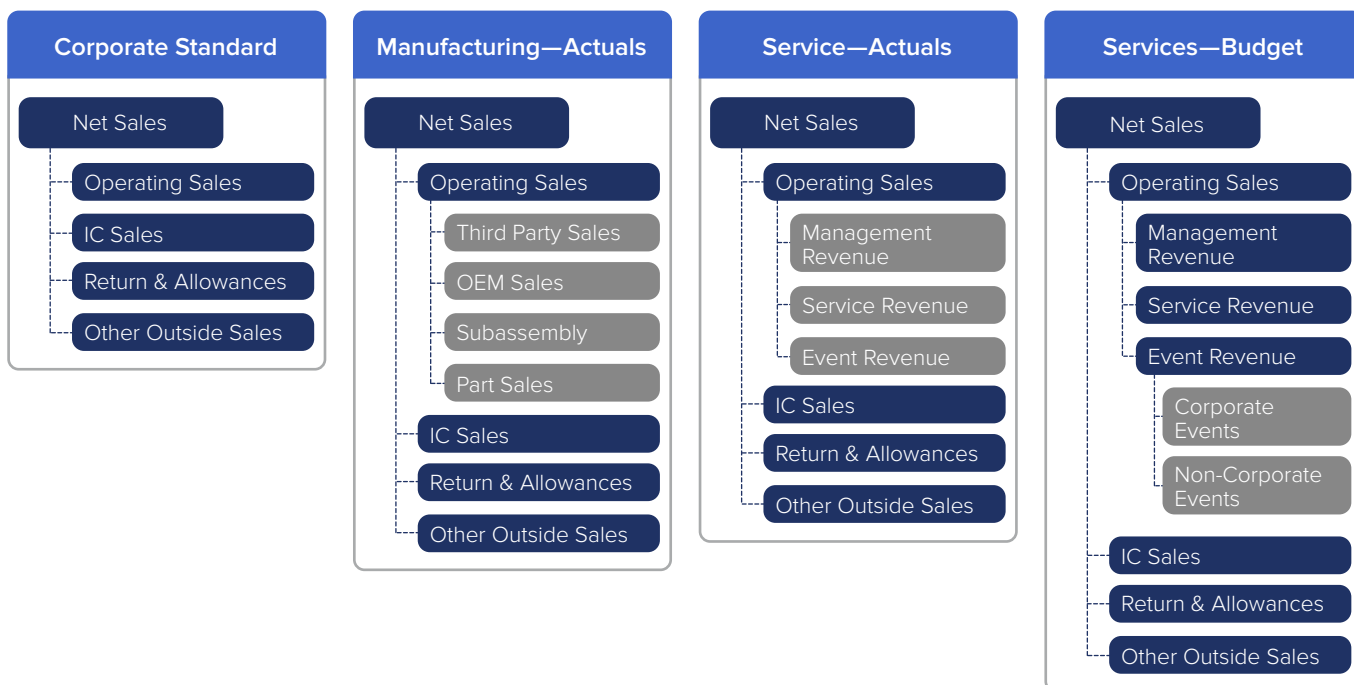 Corporate Standard
Net Sales
Operating Sales
IC Sales
Return & Allowances
Other Outside Sales
Manufacturing—Actuals
Net Sales
Operating Sales
Third Party Sales
OEM Sales
Subassembly
Part Sales
IC Sales
Return & Allowances
Other Outside Sales
Service—Actuals
Net Sales
Operating Sales
Management
Revenue
Service Revenue
Event Revenue
IC Sales
Return & Allowances
Other Outside Sales
Services—Budget
Net Sales
Operating Sales
Management
Revenue
Service Revenue
Event Revenue
Corporate
Events
Non-Corporate
Events
IC Sales
Return & Allowances
Other Outside Sales